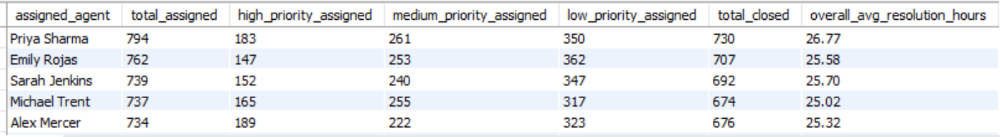 assigned_agent total_assigned high_priority_assigned medium_priority_assigned low_priority_assigned total_closed overall_avg_resolution_hours
Priya Sharma 794 183 261 350 730 26.77
Emily Rojas 762 147 253 362 707 25.58
Sarah Jenkins 739 152 240 347 692 25.70
Michael Trent 737 165 255 317 674 25.02
Alex Mercer 734 189 222 323 676 25.32